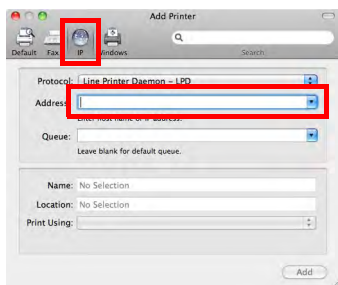 Add Printer
Default Fax IP Windows Search
Protocol: Line Printer Daemon – LPD
Address:
Enter host name or IP address.
Queue:
Leave blank for default queue.
Name: No Selection
Location: No Selection
Print Using:
Add